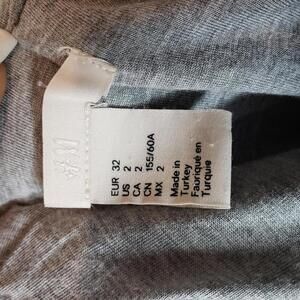 EUR 32
US 2
CA 2
CN 155/60A
MX 2
Made in
Turkey
Fabriqué en
Turquie